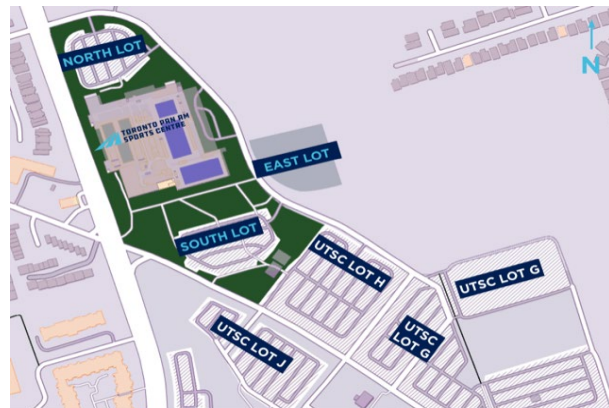 NORTH LOT
N
TORONTO PAN AM
SPORTS CENTRE
EAST LOT
SOUTH LOT
UTSC LOT H
UTSC LOT G
UTSC
LOT G
UTSC LOT J